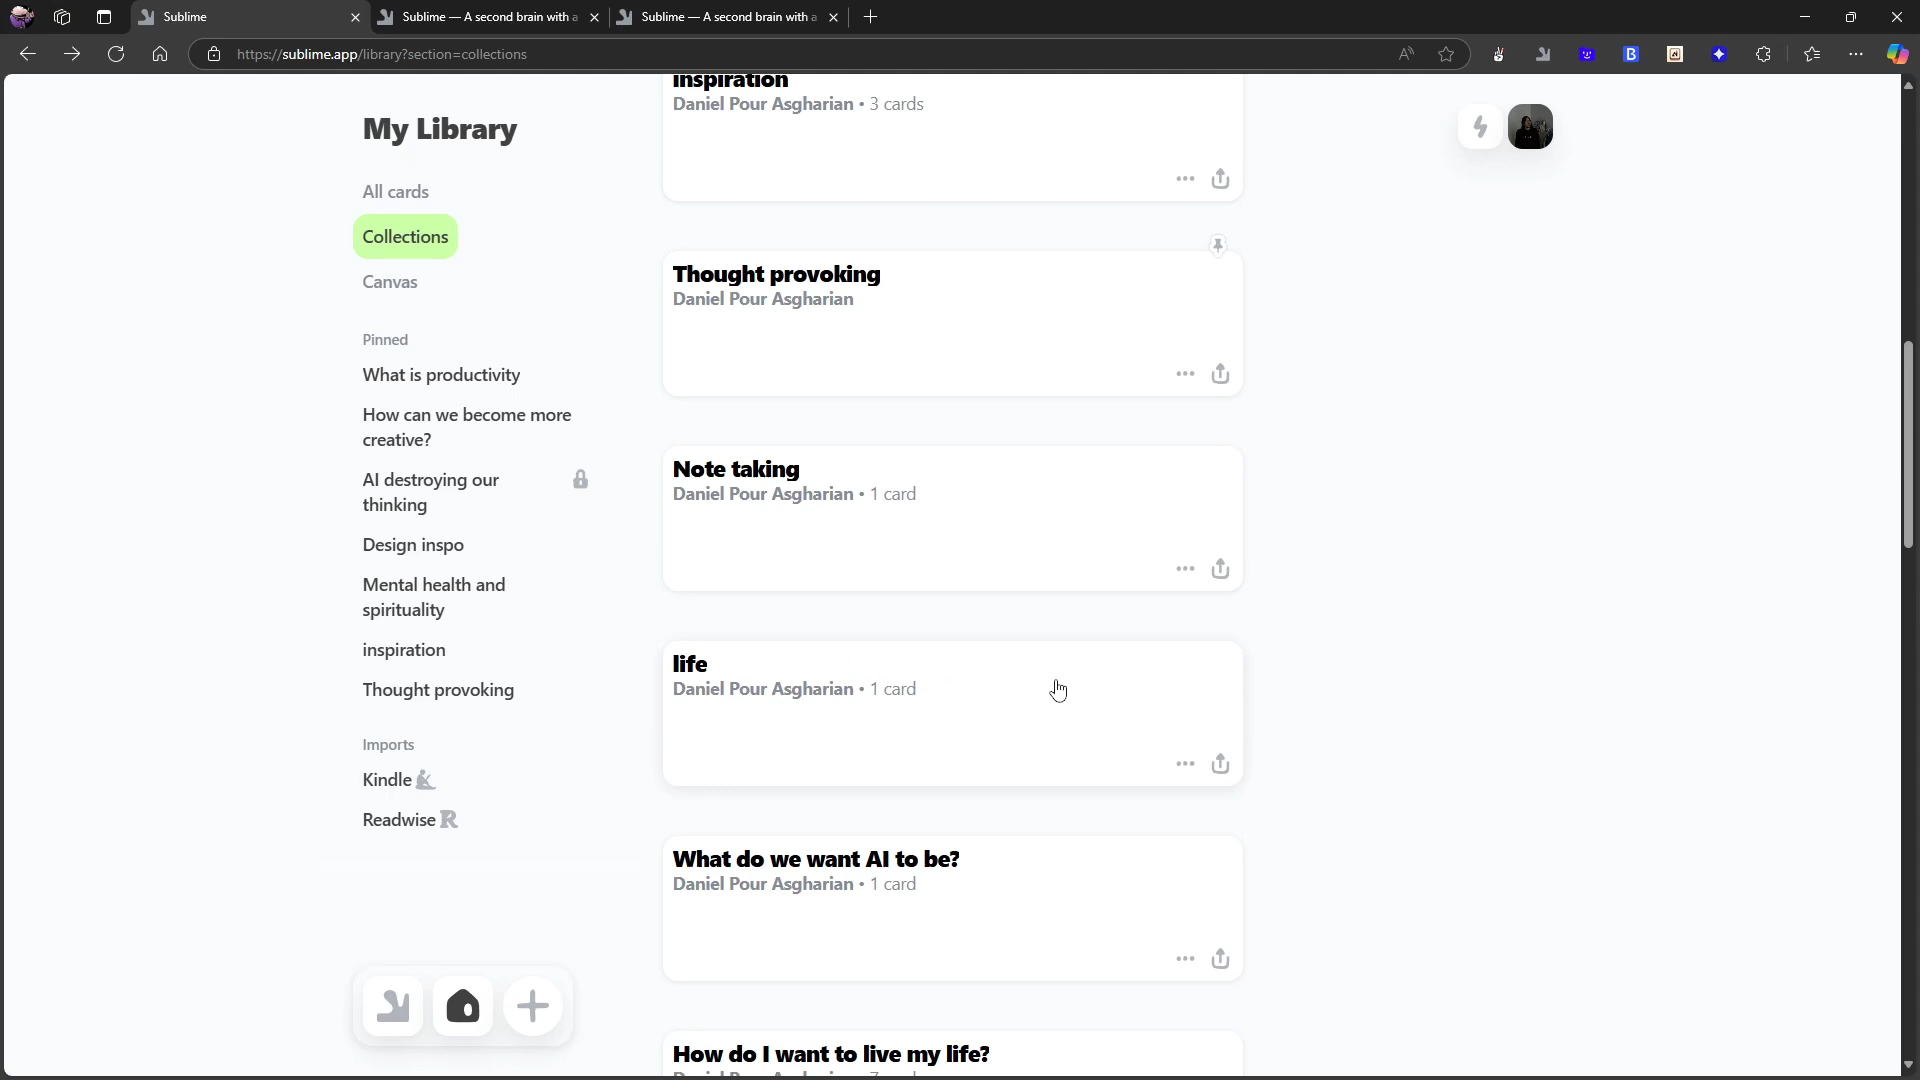 Sublime
Sublime — A second brain with a
Sublime — A second brain with a
https://sublime.app/library?section=collections
My Library
All cards
Collections
Canvas
Pinned
What is productivity
How can we become more
creative?
AI destroying our
thinking
Design inspo
Mental health and
spirituality
inspiration
Thought provoking
Imports
Kindle
Readwise R
inspiration
Daniel Pour Asgharian • 3 cards
Thought provoking
Daniel Pour Asgharian
Note taking
Daniel Pour Asgharian • 1 card
life
Daniel Pour Asgharian • 1 card
What do we want AI to be?
Daniel Pour Asgharian • 1 card
How do I want to live my life?